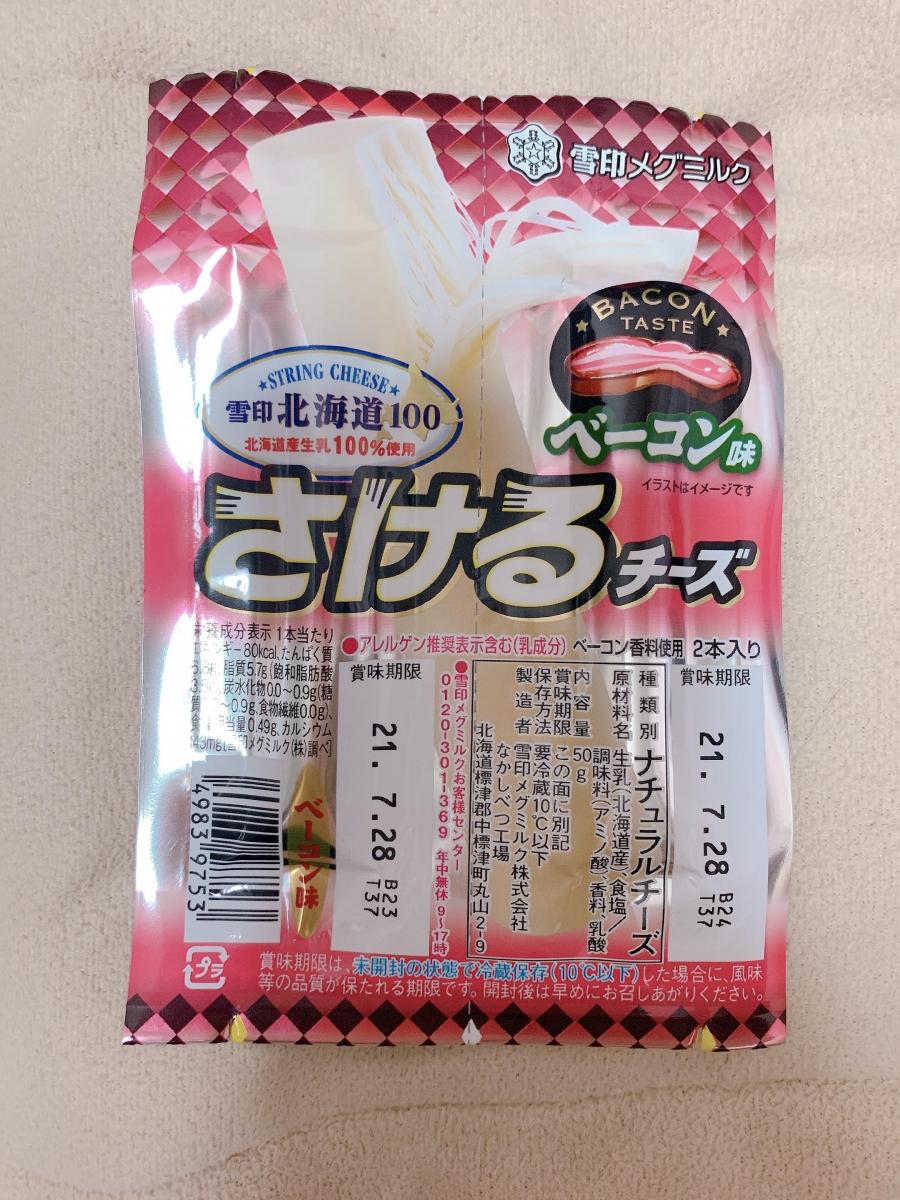 雪印メグミルク
BACON
TASTE
ベーコン味
イラストはイメージです
STRING CHEESE
雪印北海道100
北海道産生乳100%使用
さけるチーズ
栄養成分表示 1本当たり
エネルギー80kcal、たんぱく質
脂質5.7g(飽和脂肪酸
炭水化物0.0〜0.9g(糖
0.9g、食物繊維0.0g)、
当量0.49g、カルシウム
[雪印メグミルク(株)調べ]
●アレルゲン推奨表示含む(乳成分)
ベーコン香料使用 2本入り
賞味期限
21. 7.28
B23
T37
●雪印メグミルクお客様センター
0120-301-369 年中無休 9〜17時
種類別 ナチュラルチーズ
原材料名 生乳(北海道産)、食塩/
調味料(アミノ酸)、香料、乳酸
内容量 50g
賞味期限 この面に別記
保存方法 要冷蔵10℃以下
製造者 雪印メグミルク株式会社
なかしべつ工場
北海道標津郡中標津町丸山2-9
賞味期限
21. 7.28
B24
T37
4983 9753
ベーコン味
プラ
賞味期限は、未開封の状態で冷蔵保存(10℃以下)した場合に、風味
等の品質が保たれる期限です。開封後は早めにお召しあがりください。